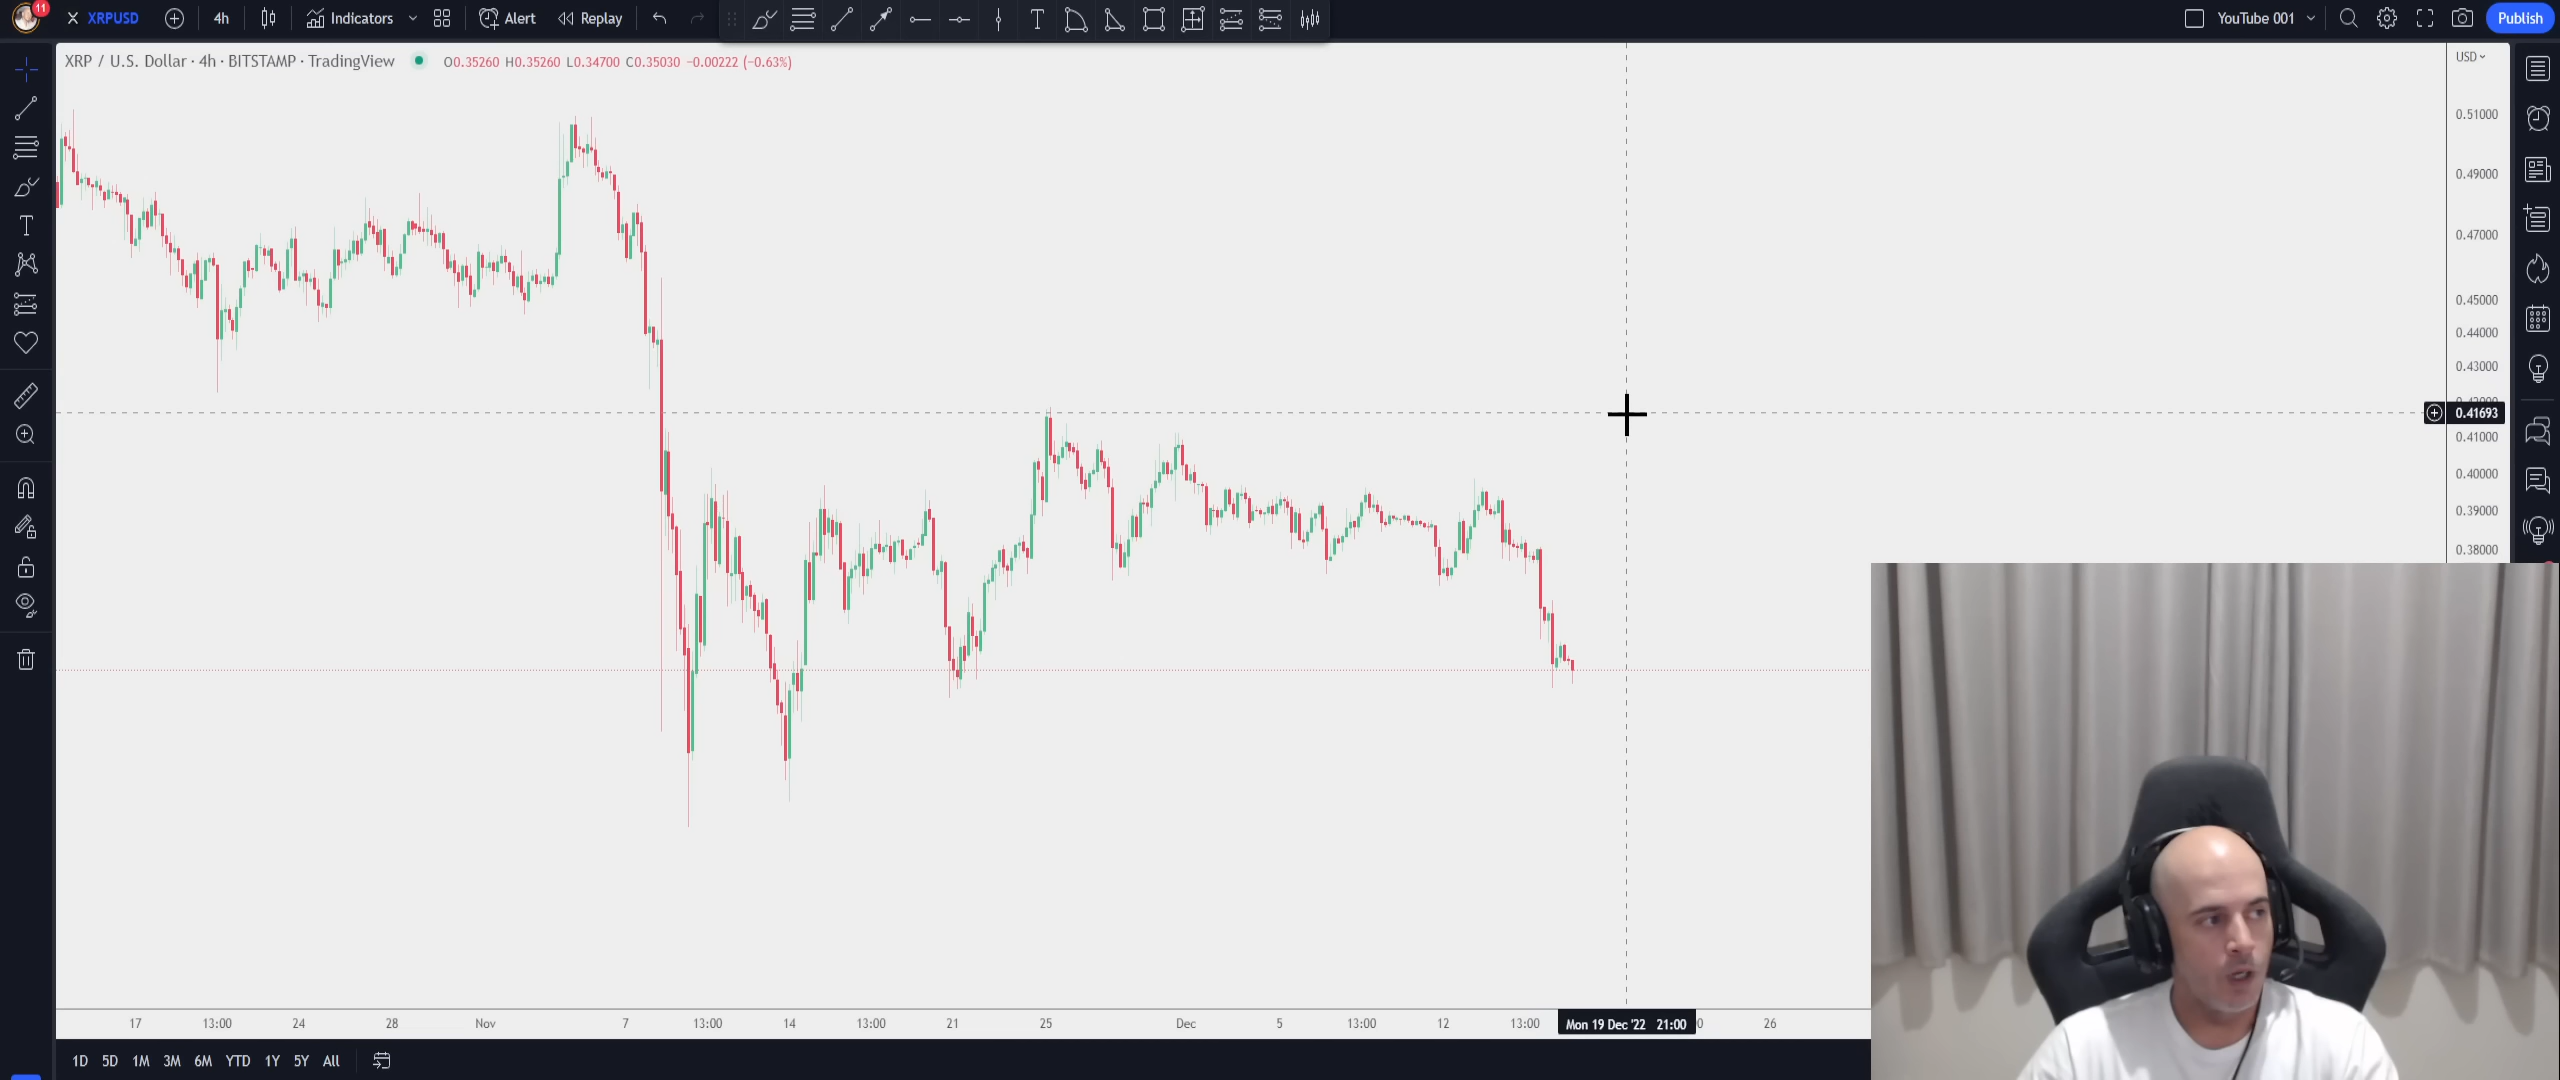 11
XRPUSD
4h
Indicators
Alert
Replay
T
YouTube 001
Publish
XRP / U.S. Dollar · 4h · BITSTAMP · TradingView
O0.35260 H0.35260 L0.34700 C0.35030 −0.00222 (−0.63%)
USD
0.51000
0.49000
0.47000
0.45000
0.44000
0.43000
0.41693
0.41000
0.40000
0.39000
0.38000
17
13:00
24
28
Nov
7
13:00
14
13:00
21
25
Dec
5
13:00
12
13:00
Mon 19 Dec '22 21:00
26
1D 5D 1M 3M 6M YTD 1Y 5Y All